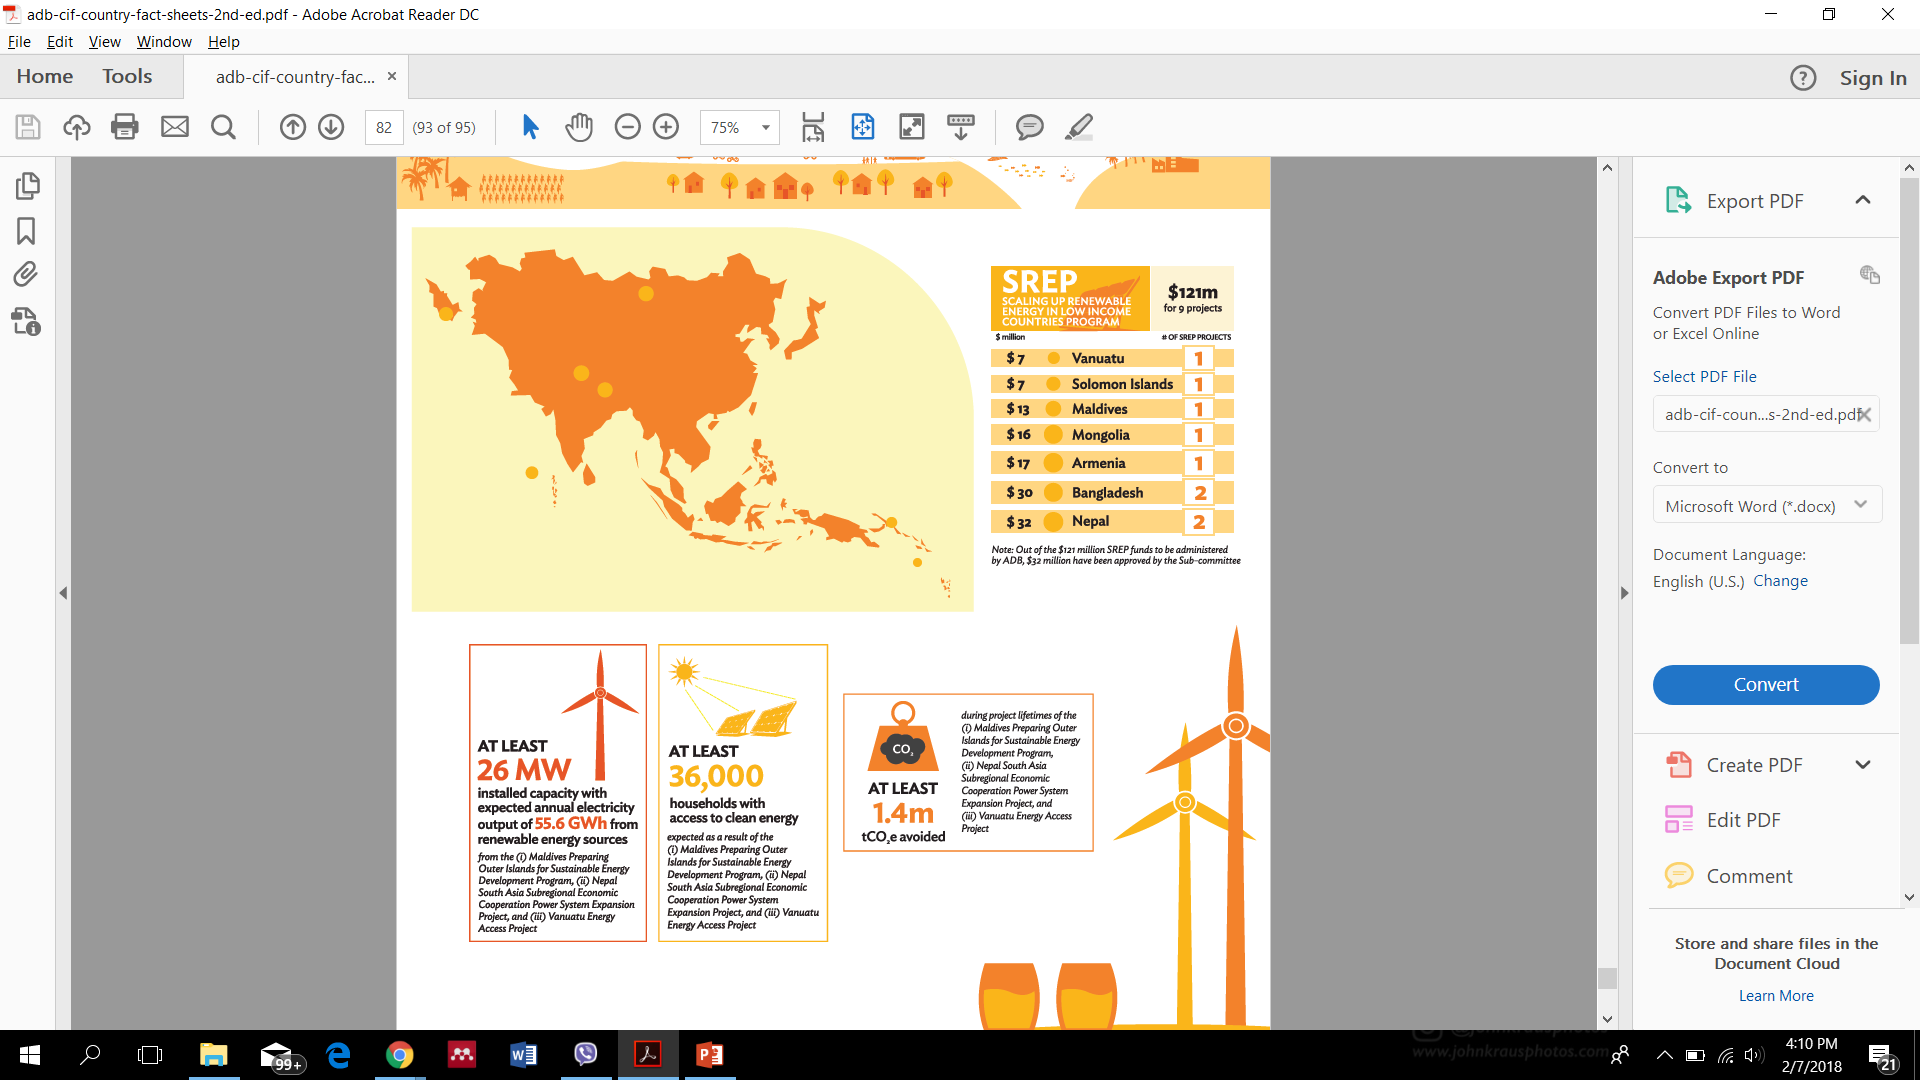 adb-cif-country-fact-sheets-2nd-ed.pdf - Adobe Acrobat Reader DC
File Edit View Window Help
Home Tools adb-cif-country-fac... × Sign In
82 (93 of 95) 75%
SREP
SCALING UP RENEWABLE
ENERGY IN LOW INCOME
COUNTRIES PROGRAM
$121m
for 9 projects
$ million # OF SREP PROJECTS
$ 7 Vanuatu 1
$ 7 Solomon Islands 1
$ 13 Maldives 1
$ 16 Mongolia 1
$ 17 Armenia 1
$ 30 Bangladesh 2
$ 32 Nepal 2
Note: Out of the $121 million SREP funds to be administered
by ADB, $32 million have been approved by the Sub-committee
AT LEAST
26 MW
installed capacity with
expected annual electricity
output of 55.6 GWh from
renewable energy sources
from the (i) Maldives Preparing
Outer Islands for Sustainable Energy
Development Program, (ii) Nepal
South Asia Subregional Economic
Cooperation Power System Expansion
Project, and (iii) Vanuatu Energy
Access Project
AT LEAST
36,000
households with
access to clean energy
expected as a result of the
(i) Maldives Preparing Outer
Islands for Sustainable Energy
Development Program, (ii) Nepal
South Asia Subregional Economic
Cooperation Power System
Expansion Project, and (iii) Vanuatu
Energy Access Project
CO₂
AT LEAST
1.4m
tCO₂e avoided
during project lifetimes of the
(i) Maldives Preparing Outer
Islands for Sustainable Energy
Development Program,
(ii) Nepal South Asia
Subregional Economic
Cooperation Power System
Expansion Project, and
(iii) Vanuatu Energy Access
Project
Export PDF
Adobe Export PDF
Convert PDF Files to Word
or Excel Online
Select PDF File
adb-cif-coun...s-2nd-ed.pdf
Convert to
Microsoft Word (*.docx)
Document Language:
English (U.S.) Change
Convert
Create PDF
Edit PDF
Comment
Store and share files in the
Document Cloud
Learn More
@johnkrausphotos
www.johnkrausphotos.com
99+
4:10 PM
2/7/2018
21